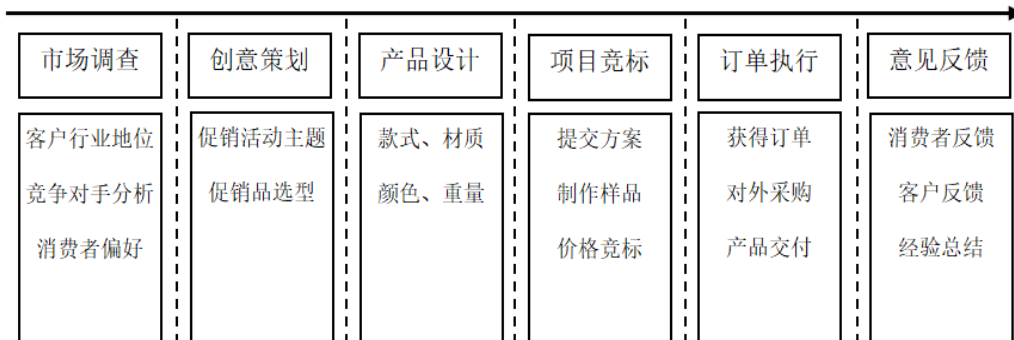 市场调查
创意策划
产品设计
项目竞标
订单执行
意见反馈
客户行业地位
竞争对手分析
消费者偏好
促销活动主题
促销品选型
款式、材质
颜色、重量
提交方案
制作样品
价格竞标
获得订单
对外采购
产品交付
消费者反馈
客户反馈
经验总结